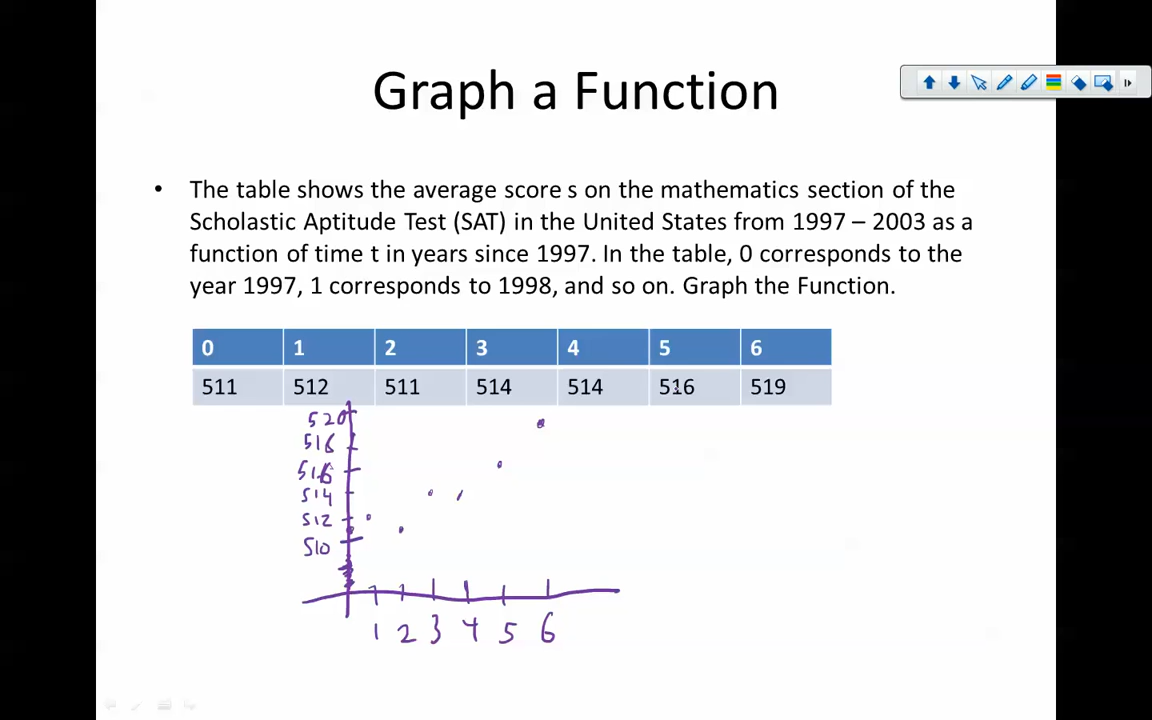 Graph a Function
• The table shows the average score s on the mathematics section of the
Scholastic Aptitude Test (SAT) in the United States from 1997 – 2003 as a
function of time t in years since 1997. In the table, 0 corresponds to the
year 1997, 1 corresponds to 1998, and so on. Graph the Function.
0 1 2 3 4 5 6
511 512 511 514 514 516 519
520
518
516
514
512
510
1 2 3 4 5 6